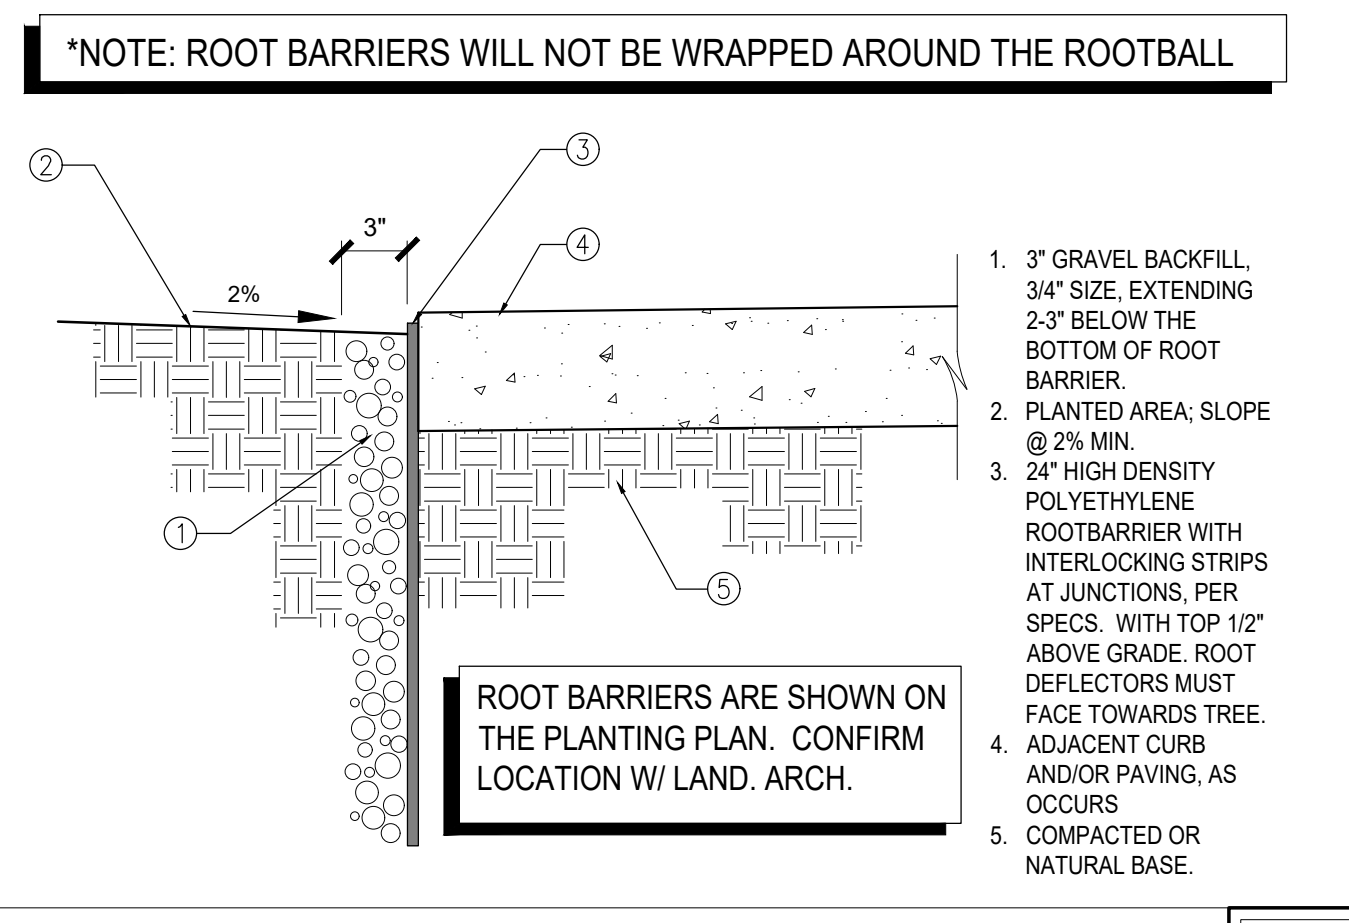 *NOTE: ROOT BARRIERS WILL NOT BE WRAPPED AROUND THE ROOTBALL
2
3
3"
4
2%
1
5
ROOT BARRIERS ARE SHOWN ON
THE PLANTING PLAN. CONFIRM
LOCATION W/ LAND. ARCH.
1. 3" GRAVEL BACKFILL,
3/4" SIZE, EXTENDING
2-3" BELOW THE
BOTTOM OF ROOT
BARRIER.
2. PLANTED AREA; SLOPE
@ 2% MIN.
3. 24" HIGH DENSITY
POLYETHYLENE
ROOTBARRIER WITH
INTERLOCKING STRIPS
AT JUNCTIONS, PER
SPECS. WITH TOP 1/2"
ABOVE GRADE. ROOT
DEFLECTORS MUST
FACE TOWARDS TREE.
4. ADJACENT CURB
AND/OR PAVING, AS
OCCURS
5. COMPACTED OR
NATURAL BASE.